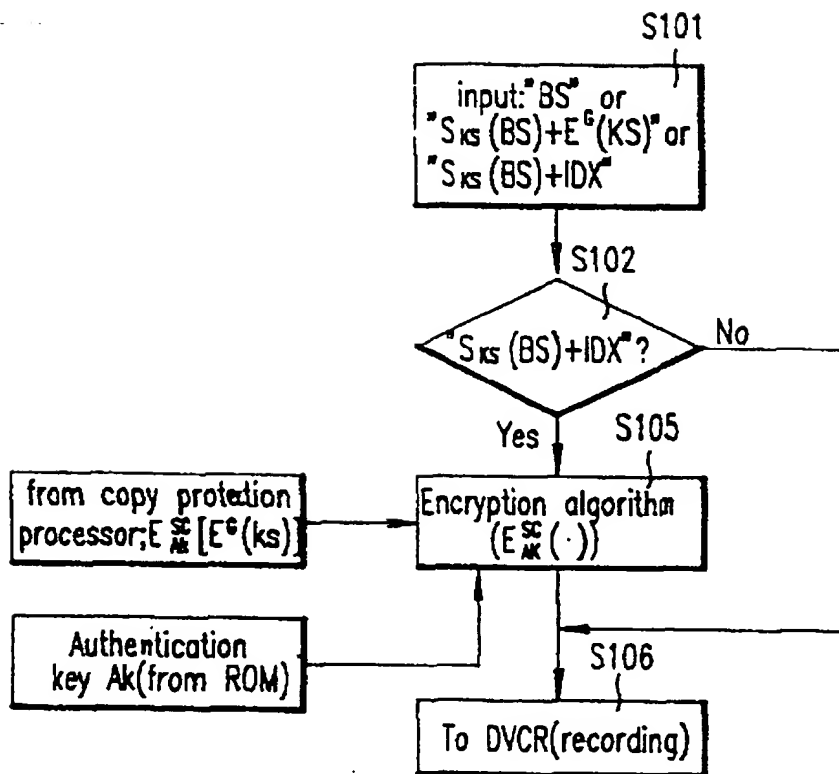 S101
input:"BS" or
"SKS(BS)+E^G(KS)" or
"SKS(BS)+IDX"
S102
"SKS(BS)+IDX"?
No
Yes
S105
from copy protection
processor;E^SC_Ak[E^G(ks)]
Encryption algorithm
(E^SC_AK(·))
Authentication
key Ak(from ROM)
S106
To DVCR(recording)